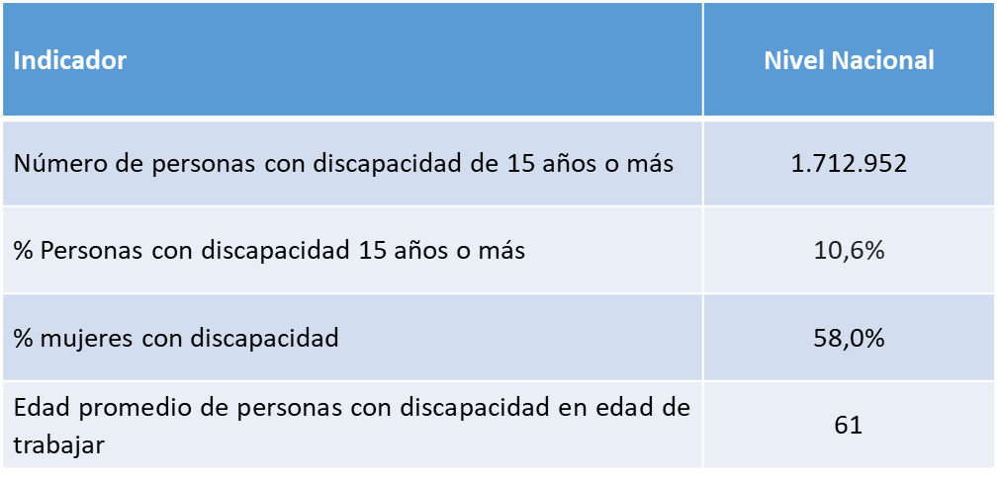 Indicador
Nivel Nacional
Número de personas con discapacidad de 15 años o más
1.712.952
% Personas con discapacidad 15 años o más
10,6%
% mujeres con discapacidad
58,0%
Edad promedio de personas con discapacidad en edad de
trabajar
61